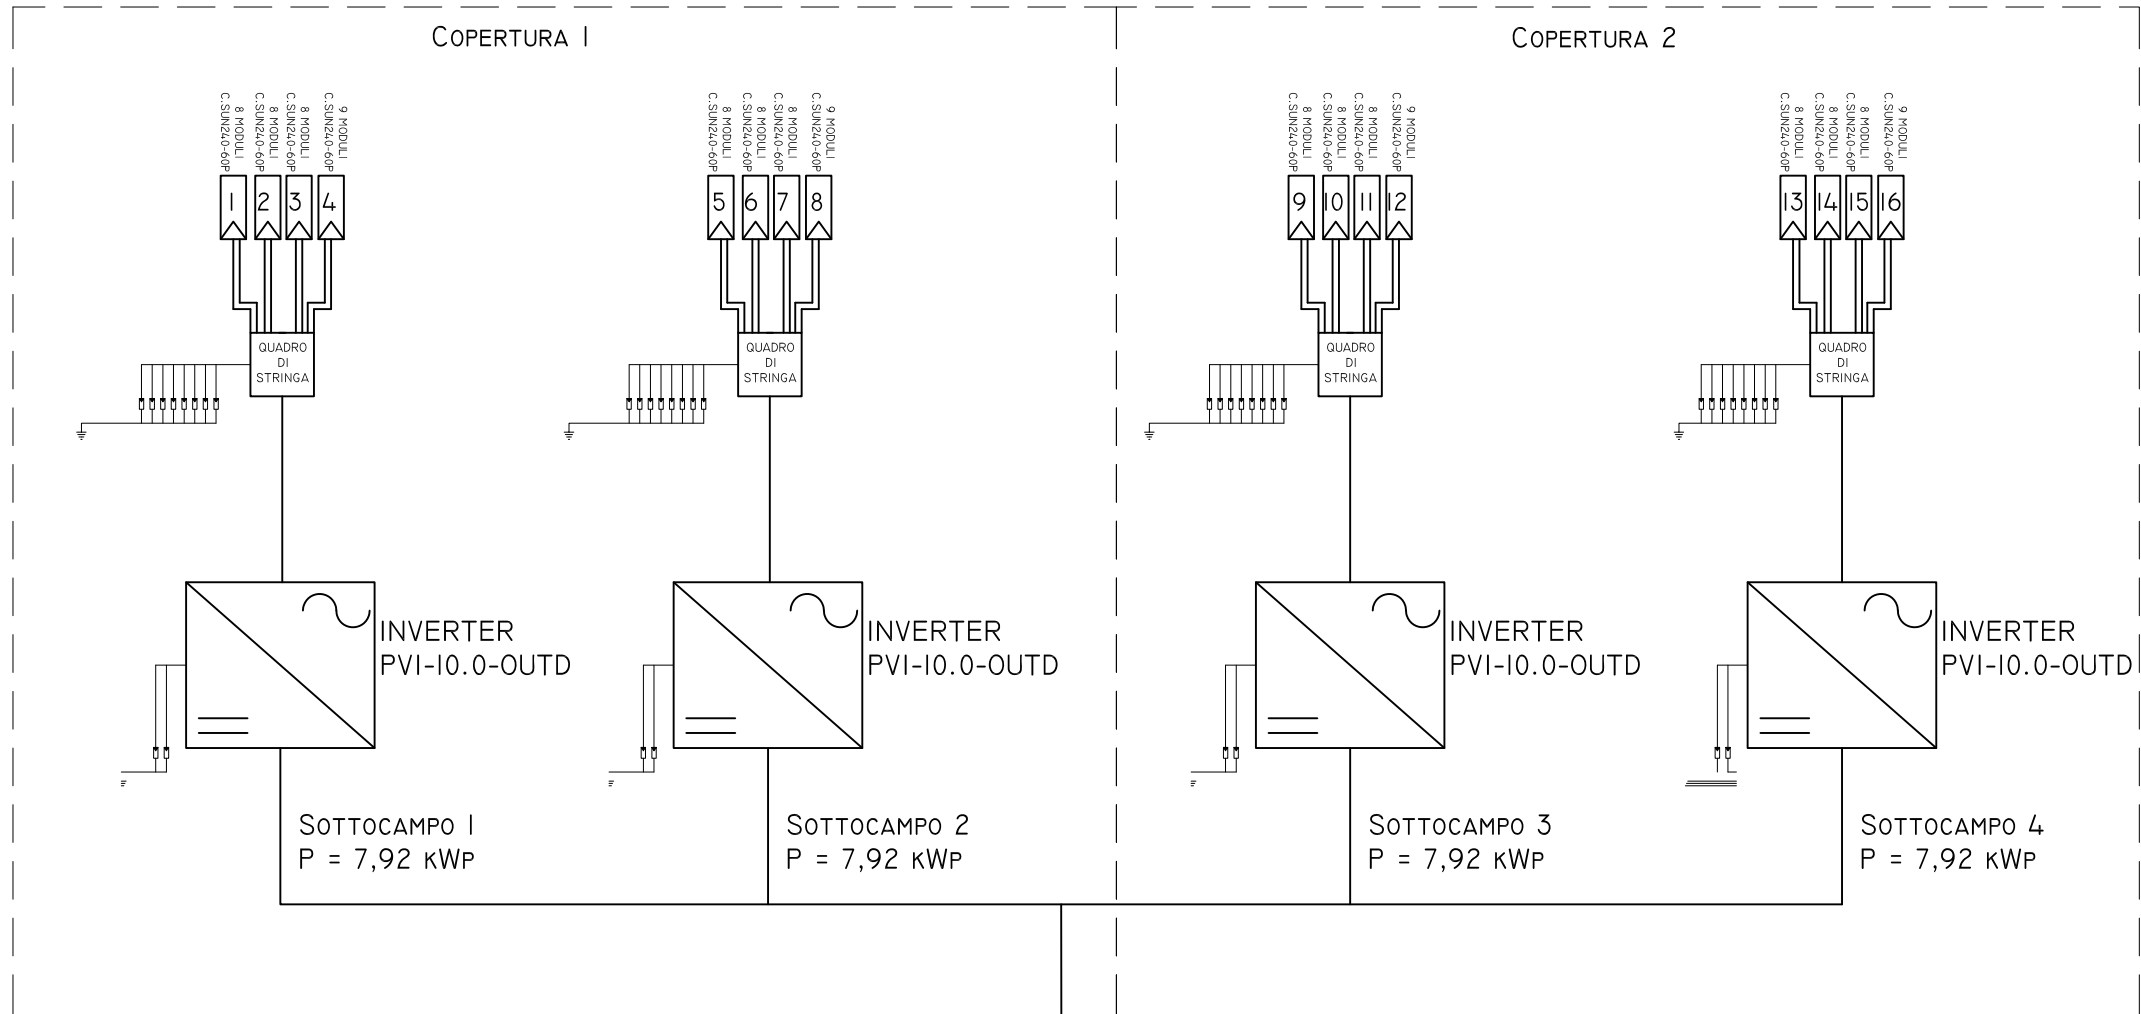 COPERTURA 1
COPERTURA 2
8 MODULI
C.SUN240-60P
8 MODULI
C.SUN240-60P
8 MODULI
C.SUN240-60P
9 MODULI
C.SUN240-60P
8 MODULI
C.SUN240-60P
8 MODULI
C.SUN240-60P
8 MODULI
C.SUN240-60P
9 MODULI
C.SUN240-60P
8 MODULI
C.SUN240-60P
8 MODULI
C.SUN240-60P
8 MODULI
C.SUN240-60P
9 MODULI
C.SUN240-60P
8 MODULI
C.SUN240-60P
8 MODULI
C.SUN240-60P
8 MODULI
C.SUN240-60P
9 MODULI
C.SUN240-60P
1 2 3 4
5 6 7 8
9 10 11 12
13 14 15 16
QUADRO
DI
STRINGA
QUADRO
DI
STRINGA
QUADRO
DI
STRINGA
QUADRO
DI
STRINGA
INVERTER
PVI-10.0-OUTD
INVERTER
PVI-10.0-OUTD
INVERTER
PVI-10.0-OUTD
INVERTER
PVI-10.0-OUTD
SOTTOCAMPO 1
P = 7,92 KWP
SOTTOCAMPO 2
P = 7,92 KWP
SOTTOCAMPO 3
P = 7,92 KWP
SOTTOCAMPO 4
P = 7,92 KWP